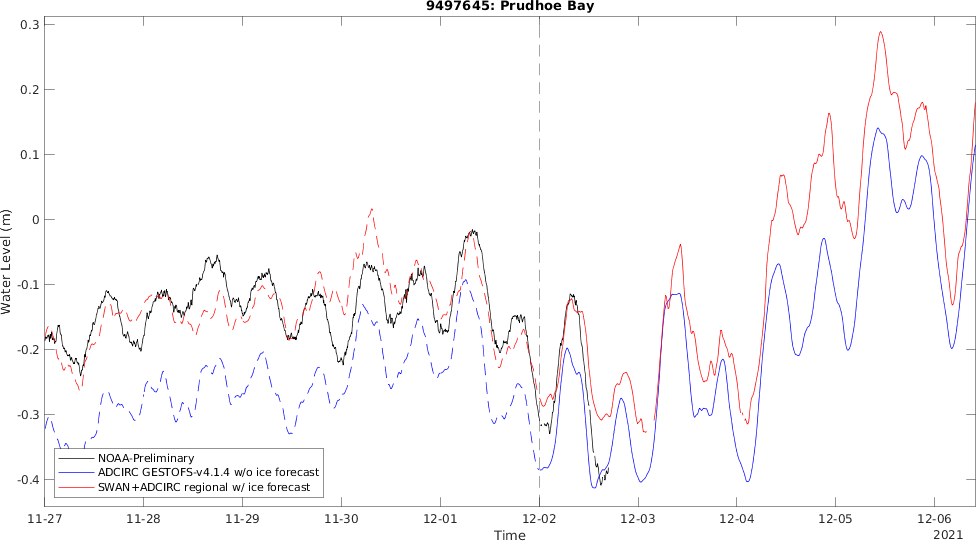 9497645: Prudhoe Bay
0.3
0.2
0.1
0
-0.1
-0.2
-0.3
-0.4
Water Level (m)
NOAA-Preliminary
ADCIRC GESTOFS-v4.1.4 w/o ice forecast
SWAN+ADCIRC regional w/ ice forecast
11-27 11-28 11-29 11-30 12-01 12-02 12-03 12-04 12-05 12-06
Time
2021